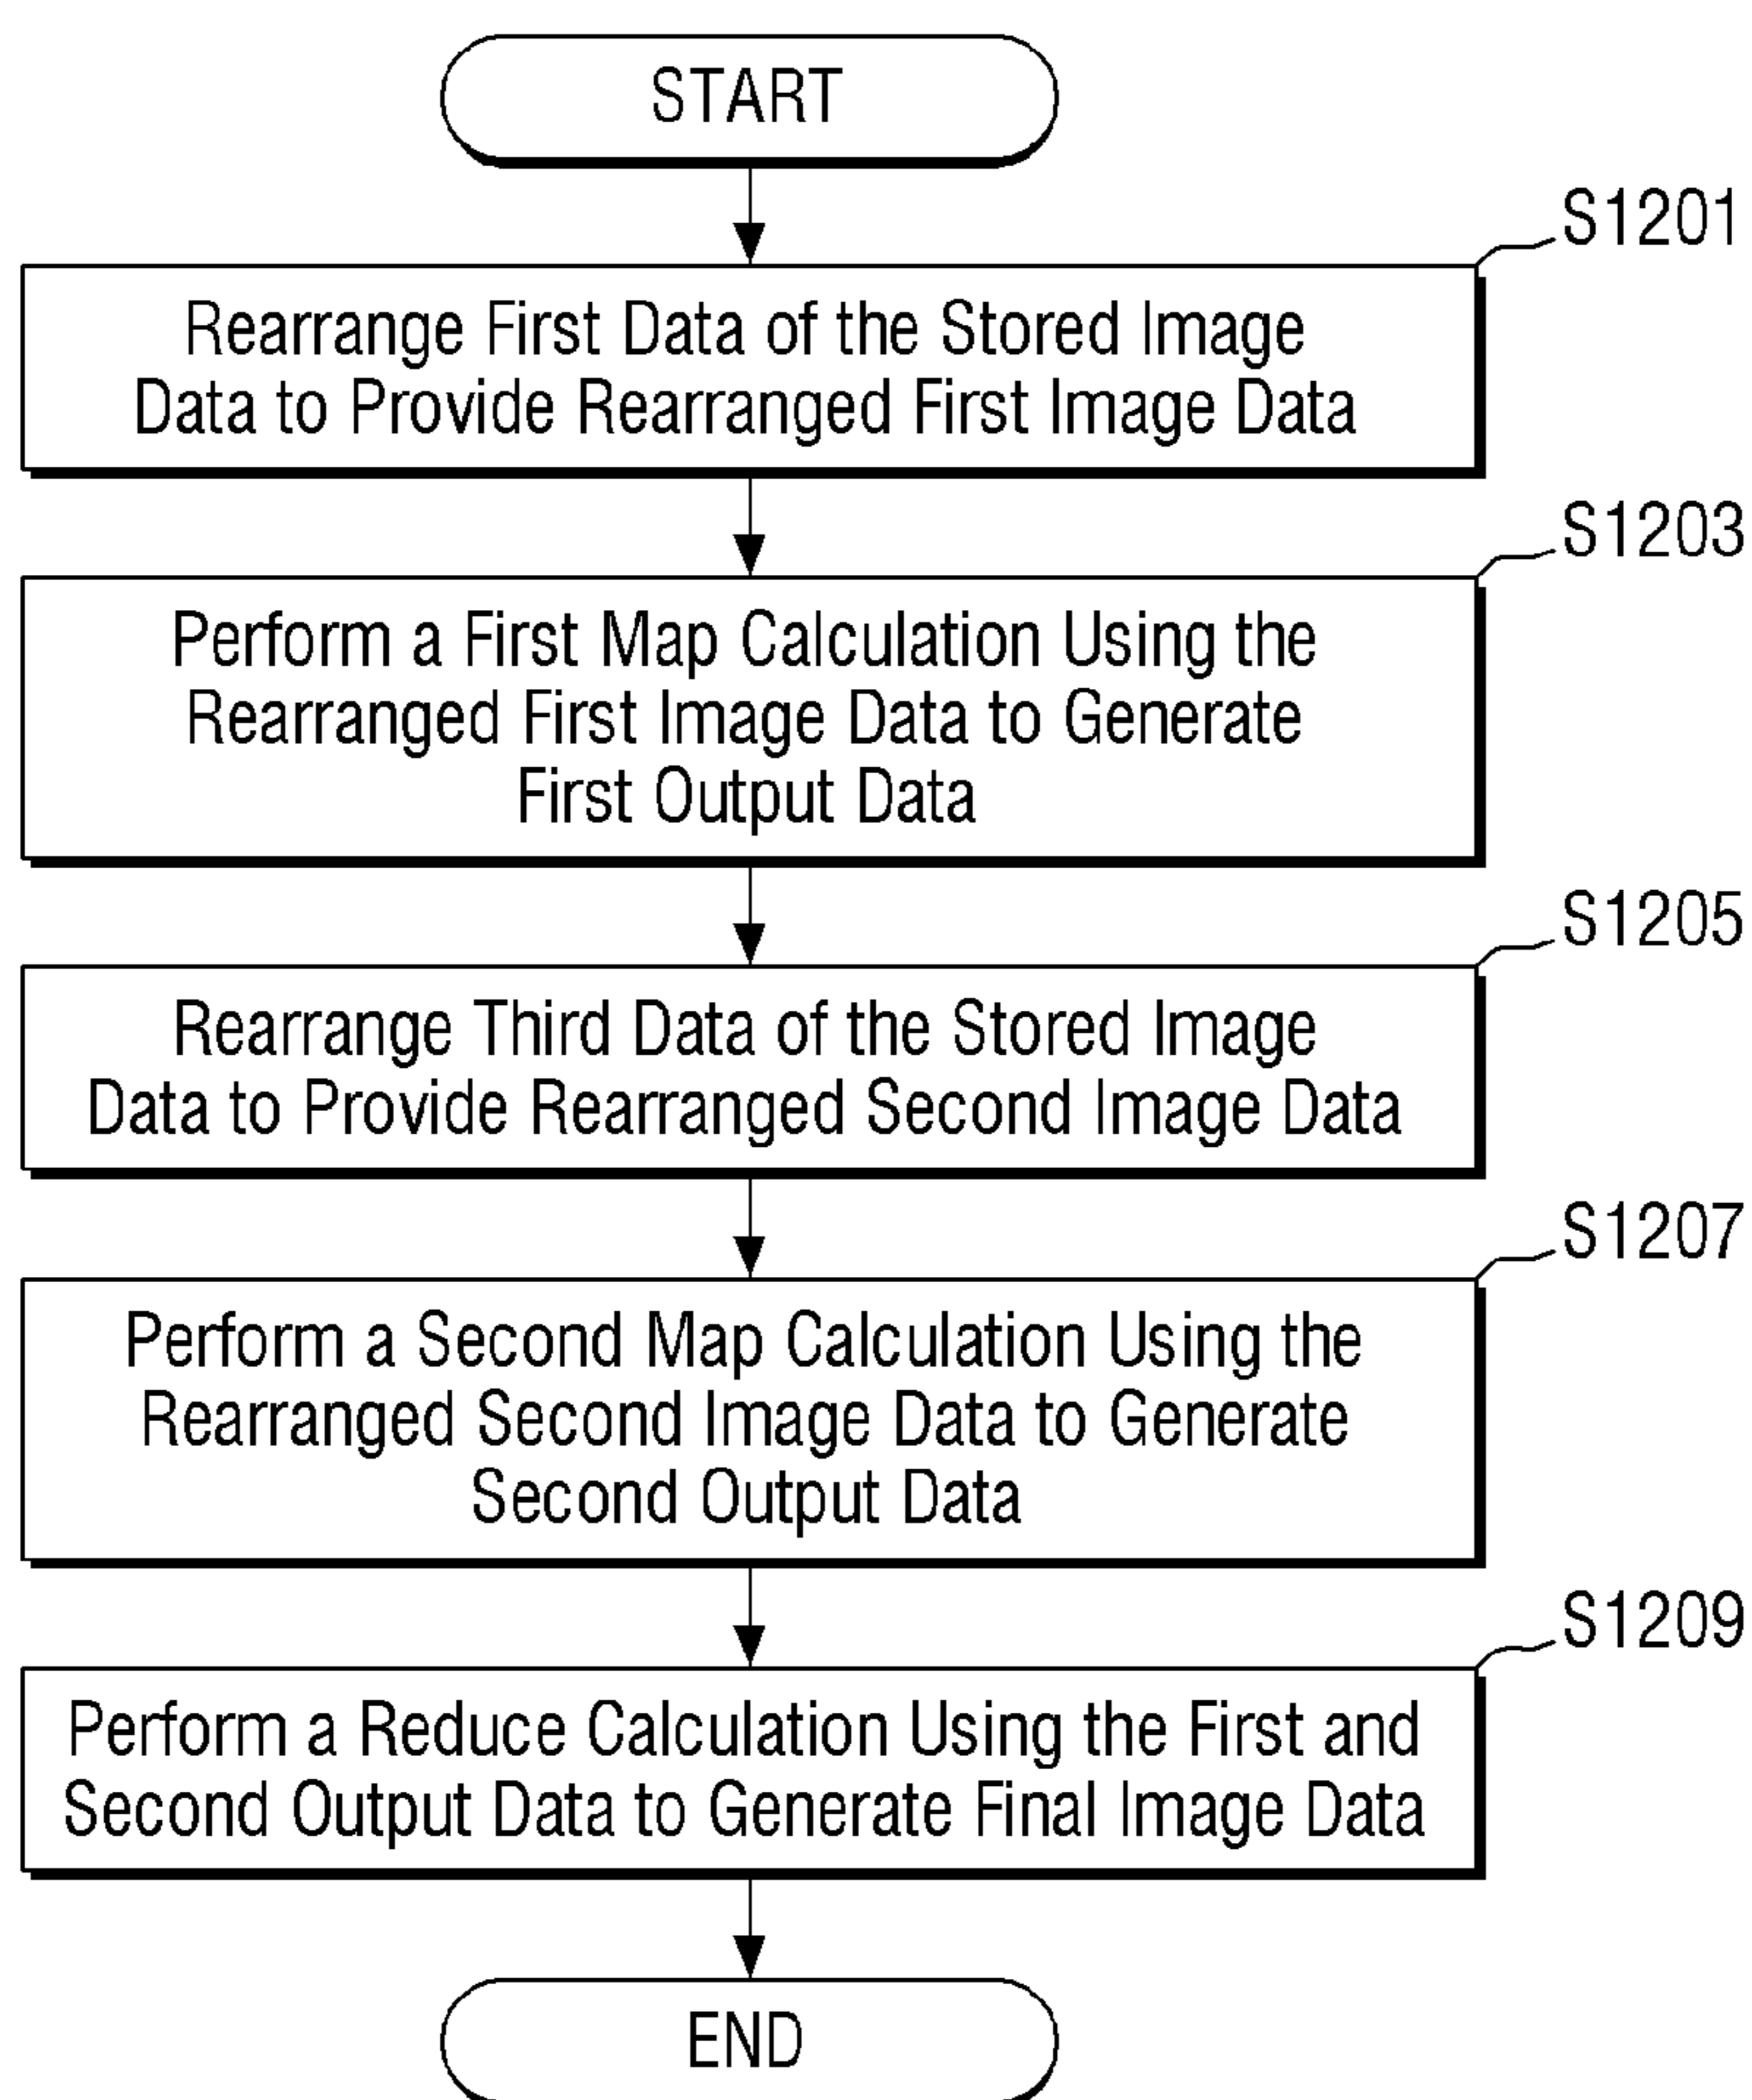 START
S1201
Rearrange First Data of the Stored Image
Data to Provide Rearranged First Image Data
S1203
Perform a First Map Calculation Using the
Rearranged First Image Data to Generate
First Output Data
S1205
Rearrange Third Data of the Stored Image
Data to Provide Rearranged Second Image Data
S1207
Perform a Second Map Calculation Using the
Rearranged Second Image Data to Generate
Second Output Data
S1209
Perform a Reduce Calculation Using the First and
Second Output Data to Generate Final Image Data
END